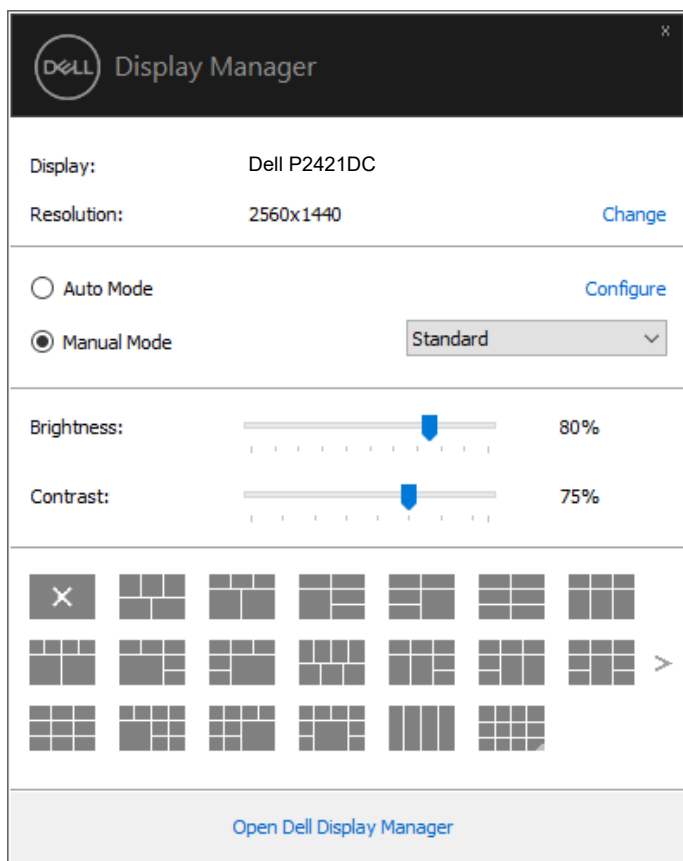 x
DELL Display Manager
Display: Dell P2421DC
Resolution: 2560x1440 Change
Auto Mode Configure
Manual Mode Standard
Brightness: 80%
Contrast: 75%
Open Dell Display Manager